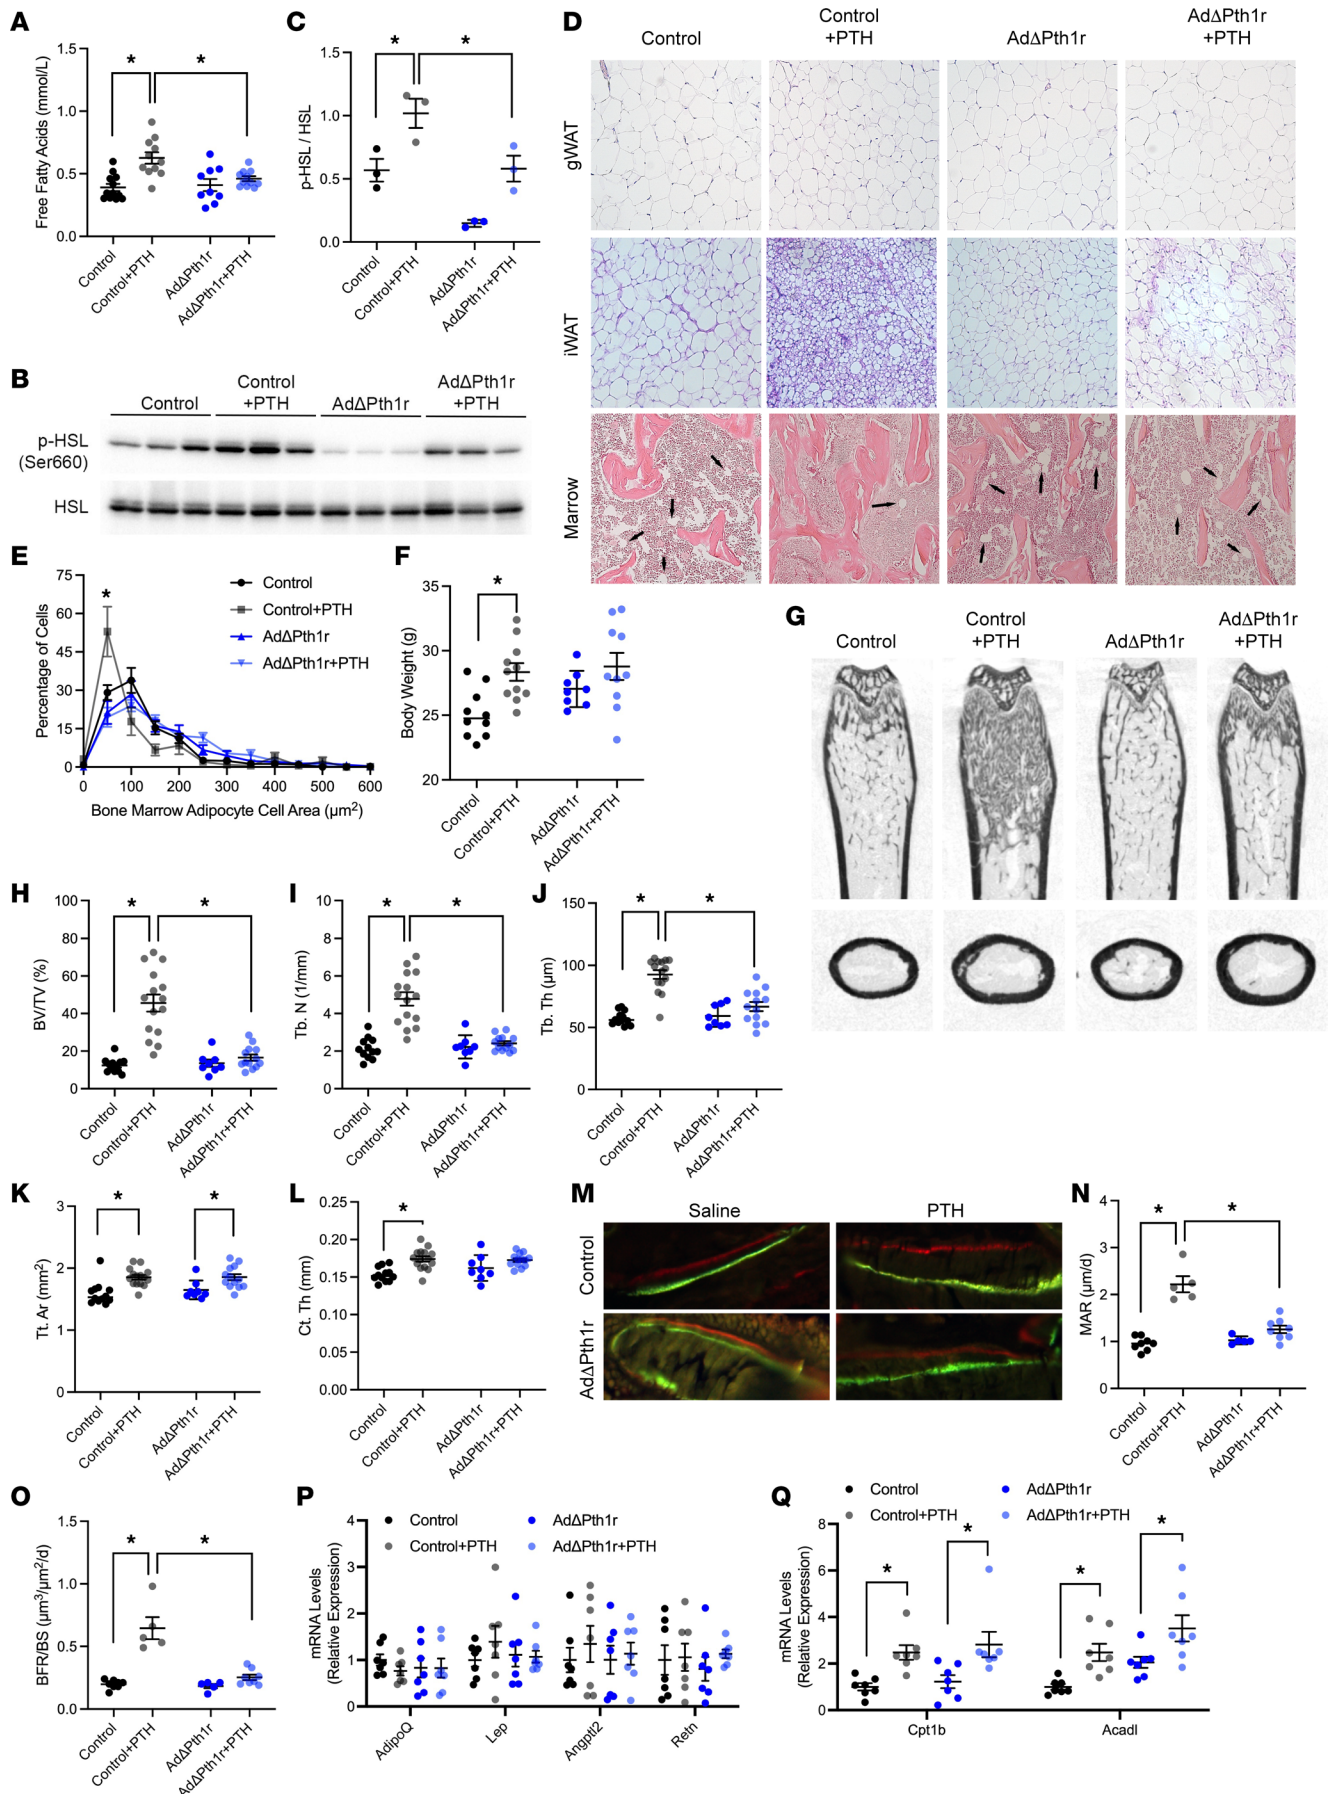 A
Free Fatty Acids (mmol/L)
1.5
1.0
0.5
0.0
*
*
Control
Control+PTH
AdΔPth1r
AdΔPth1r+PTH
C
p-HSL / HSL
1.5
1.0
0.5
0.0
*
*
Control
Control+PTH
AdΔPth1r
AdΔPth1r+PTH
D
Control
Control
+PTH
AdΔPth1r
AdΔPth1r
+PTH
gWAT
iWAT
Marrow
B
Control
Control
+PTH
AdΔPth1r
AdΔPth1r
+PTH
p-HSL
(Ser660)
HSL
E
Percentage of Cells
75
60
45
30
15
0
*
Control
Control+PTH
AdΔPth1r
AdΔPth1r+PTH
0
100
200
300
400
500
600
Bone Marrow Adipocyte Cell Area (µm²)
F
Body Weight (g)
35
30
25
20
*
Control
Control+PTH
AdΔPth1r
AdΔPth1r+PTH
G
Control
Control
+PTH
AdΔPth1r
AdΔPth1r
+PTH
H
BV/TV (%)
100
80
60
40
20
0
*
*
Control
Control+PTH
AdΔPth1r
AdΔPth1r+PTH
I
Tb. N (1/mm)
10
8
6
4
2
0
*
*
Control
Control+PTH
AdΔPth1r
AdΔPth1r+PTH
J
Tb. Th (µm)
150
100
50
0
*
*
Control
Control+PTH
AdΔPth1r
AdΔPth1r+PTH
K
Tt. Ar (mm²)
3
2
1
0
*
*
Control
Control+PTH
AdΔPth1r
AdΔPth1r+PTH
L
Ct. Th (mm)
0.25
0.20
0.15
0.10
0.05
0.00
*
Control
Control+PTH
AdΔPth1r
AdΔPth1r+PTH
M
Saline
PTH
Control
AdΔPth1r
N
MAR (µm/d)
4
3
2
1
0
*
*
Control
Control+PTH
AdΔPth1r
AdΔPth1r+PTH
O
BFR/BS (µm³/µm²/d)
1.5
1.0
0.5
0.0
*
*
Control
Control+PTH
AdΔPth1r
AdΔPth1r+PTH
P
mRNA Levels
(Relative Expression)
4
3
2
1
0
Control
Control+PTH
AdΔPth1r
AdΔPth1r+PTH
AdipoQ
Lep
Angptl2
Retn
Q
mRNA Levels
(Relative Expression)
8
6
4
2
0
Control
Control+PTH
AdΔPth1r
AdΔPth1r+PTH
*
*
*
*
Cpt1b
Acadl